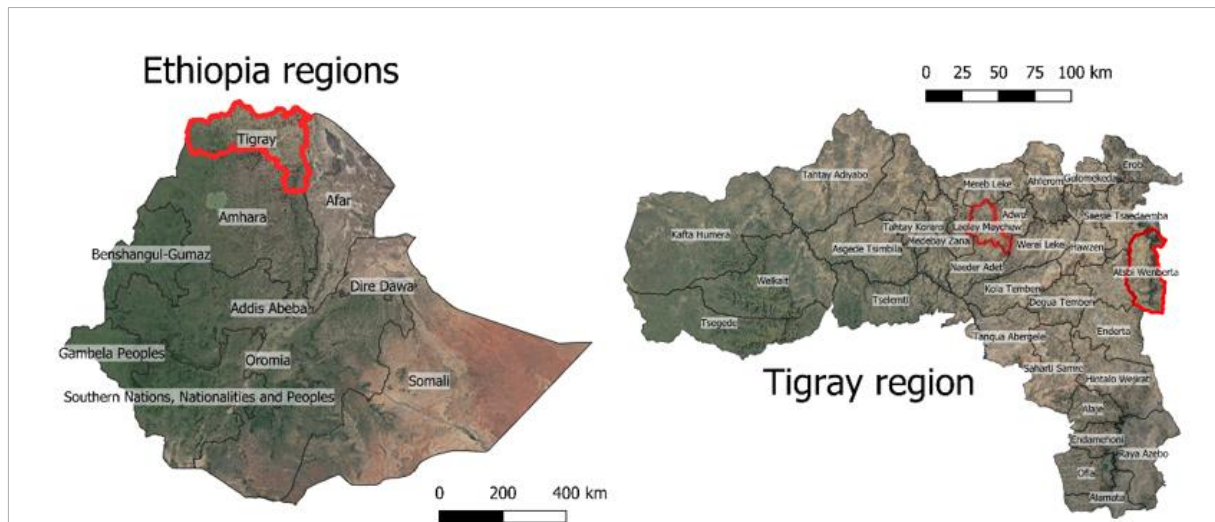 Ethiopia regions
Tigray
Afar
Amhara
Benshangul-Gumaz
Dire Dawa
Addis Abeba
Gambela Peoples
Oromia
Somali
Southern Nations, Nationalities and Peoples
0 200 400 km
0 25 50 75 100 km
Erob
Tahtay Adiyabo
Mereb Leke
Ahferom
Gulomekeda
Saesie Tsaedaemba
Adwa
Laelay Maychew
Tahtay Koraro
Kafta Humera
Medebay Zana
Werei Leke
Hawzen
Asgede Tsimbila
Naeder Adet
Atsbi Wenberta
Welkait
Kola Temben
Tselemti
Degua Temben
Tsegede
Enderta
Tanqua Abergele
Saharti Samre
Hintalo Wejirat
Tigray region
Alaje
Endamehoni
Raya Azebo
Ofla
Alamata